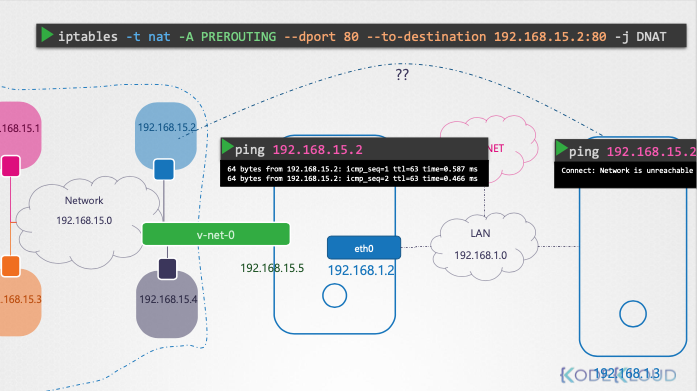 iptables -t nat -A PREROUTING --dport 80 --to-destination 192.168.15.2:80 -j DNAT
??
.168.15.1
192.168.15.2
ping 192.168.15.2
64 bytes from 192.168.15.2: icmp_seq=1 ttl=63 time=0.587 ms
64 bytes from 192.168.15.2: icmp_seq=2 ttl=63 time=0.466 ms
NET
ping 192.168.15.2
Connect: Network is unreachable
Network
192.168.15.0
v-net-0
192.168.15.5
eth0
192.168.1.2
LAN
192.168.1.0
.168.15.3
192.168.15.4
192.168.1.3
KODEKLOUD